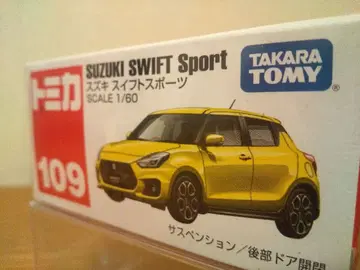 トミカ
109
SUZUKI SWIFT Sport
スズキ スイフトスポーツ
SCALE 1/60
TAKARA
TOMY
®
サスペンション/後部ドア開閉